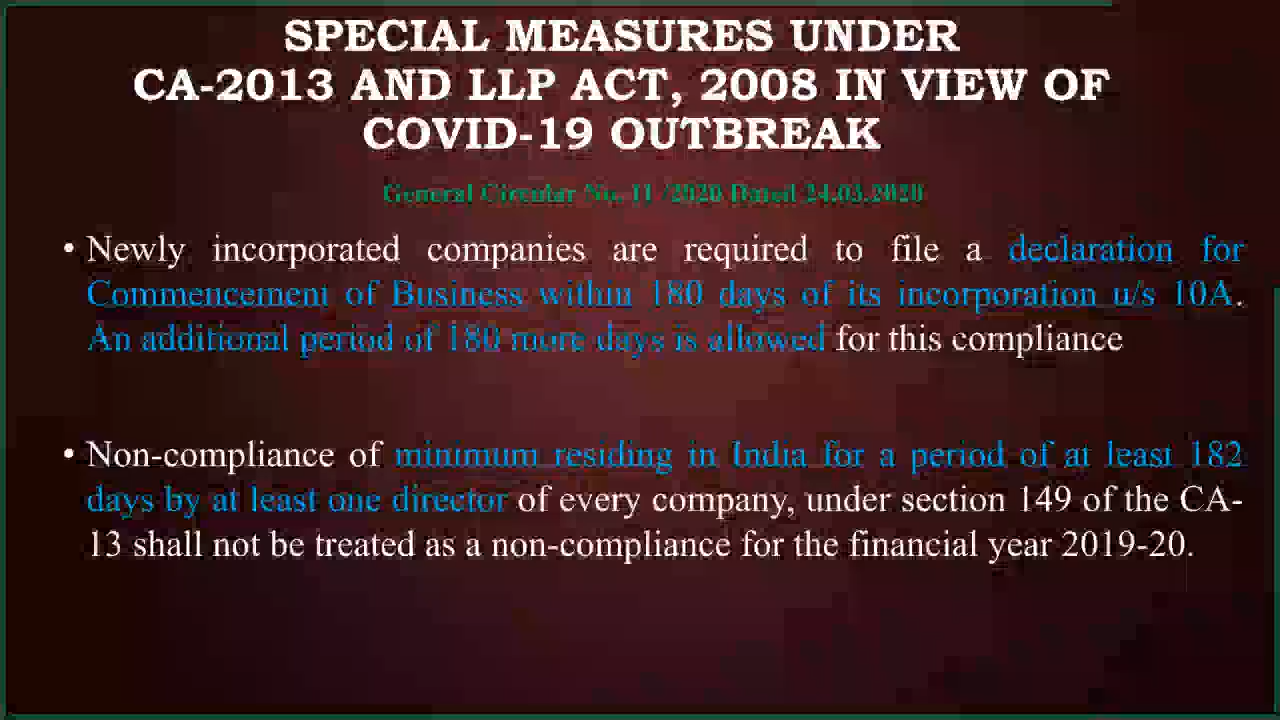 SPECIAL MEASURES UNDER
CA-2013 AND LLP ACT, 2008 IN VIEW OF
COVID-19 OUTBREAK
General Circular No. 11 /2020 Dated 24.03.2020
• Newly incorporated companies are required to file a declaration for
Commencement of Business within 180 days of its incorporation u/s 10A.
An additional period of 180 more days is allowed for this compliance
• Non-compliance of minimum residing in India for a period of at least 182
days by at least one director of every company, under section 149 of the CA-
13 shall not be treated as a non-compliance for the financial year 2019-20.